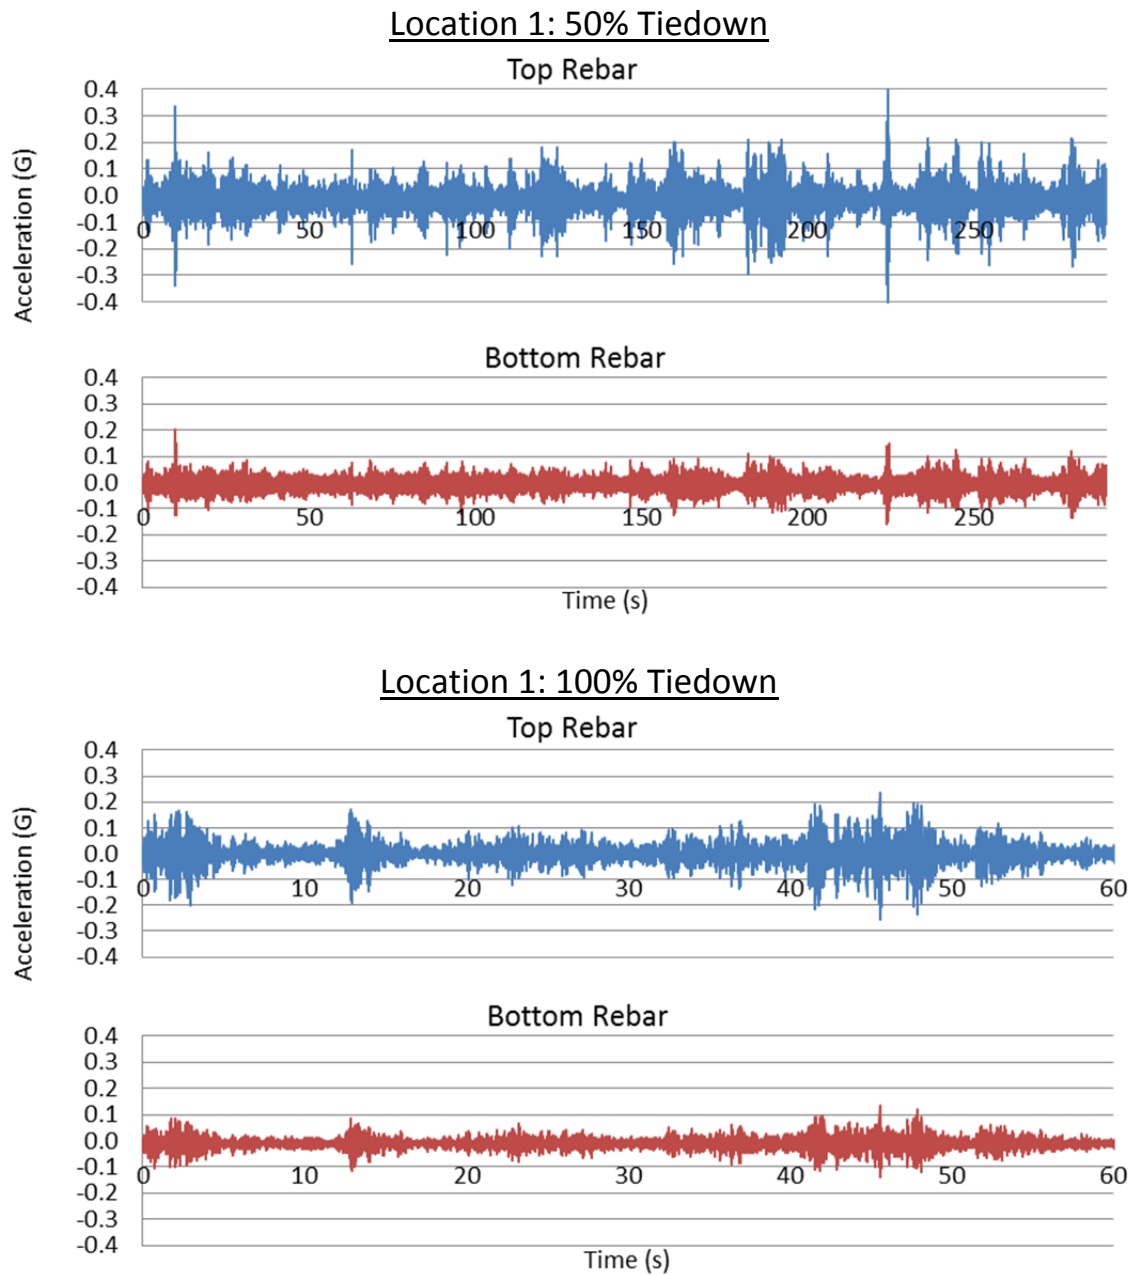 Location 1: 50% Tiedown
Top Rebar
Acceleration (G)
0.4
0.3
0.2
0.1
0.0
-0.1
-0.2
-0.3
-0.4
0 50 100 150 200 250
Bottom Rebar
0.4
0.3
0.2
0.1
0.0
-0.1
-0.2
-0.3
-0.4
0 50 100 150 200 250
Time (s)
Location 1: 100% Tiedown
Top Rebar
Acceleration (G)
0.4
0.3
0.2
0.1
0.0
-0.1
-0.2
-0.3
-0.4
0 10 20 30 40 50 60
Bottom Rebar
0.4
0.3
0.2
0.1
0.0
-0.1
-0.2
-0.3
-0.4
0 10 20 30 40 50 60
Time (s)